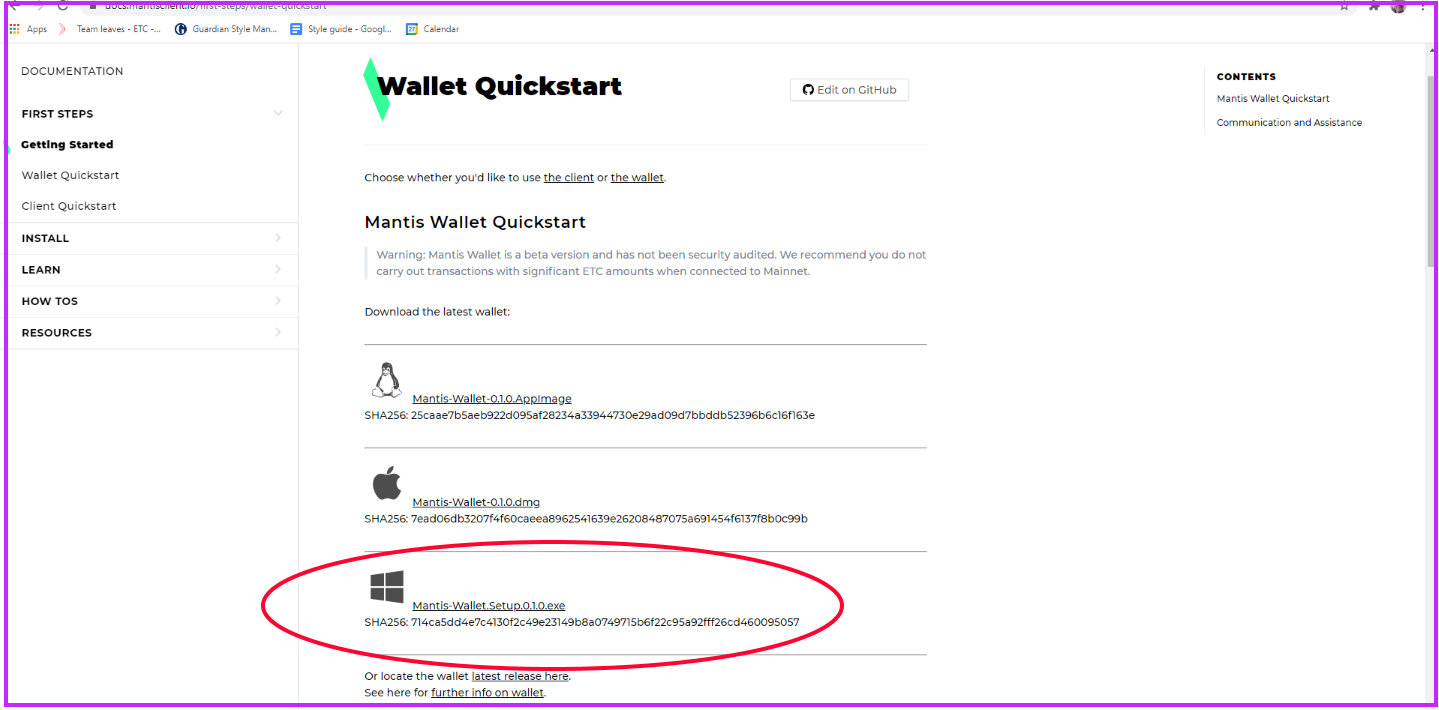 docs.mantisclient.io/first-steps/wallet-quickstart
Apps
Team leaves - ETC -...
Guardian Style Man...
Style guide - Googl...
27
Calendar
DOCUMENTATION
FIRST STEPS
Getting Started
Wallet Quickstart
Client Quickstart
INSTALL
LEARN
HOW TOS
RESOURCES
Wallet Quickstart
Edit on GitHub
Choose whether you'd like to use the client or the wallet.
Mantis Wallet Quickstart
Warning: Mantis Wallet is a beta version and has not been security audited. We recommend you do not
carry out transactions with significant ETC amounts when connected to Mainnet.
Download the latest wallet:
Mantis-Wallet-0.1.0.AppImage
SHA256: 25caae7b5aeb922d095af28234a33944730e29ad09d7bbddb52396b6c16f163e
Mantis-Wallet-0.1.0.dmg
SHA256: 7ead06db3207f4f60caeea8962541639e26208487075a691454f6137f8b0c99b
Mantis-Wallet.Setup.0.1.0.exe
SHA256: 714ca5dd4e7c4130f2c49e23149b8a0749715b6f22c95a92fff26cd460095057
Or locate the wallet latest release here.
See here for further info on wallet.
CONTENTS
Mantis Wallet Quickstart
Communication and Assistance